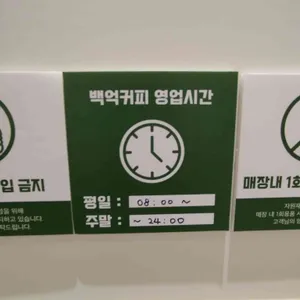 백억커피 영업시간
평일 : 08:00 ~
주말 : ~ 24:00
입 금지
매장내 1회